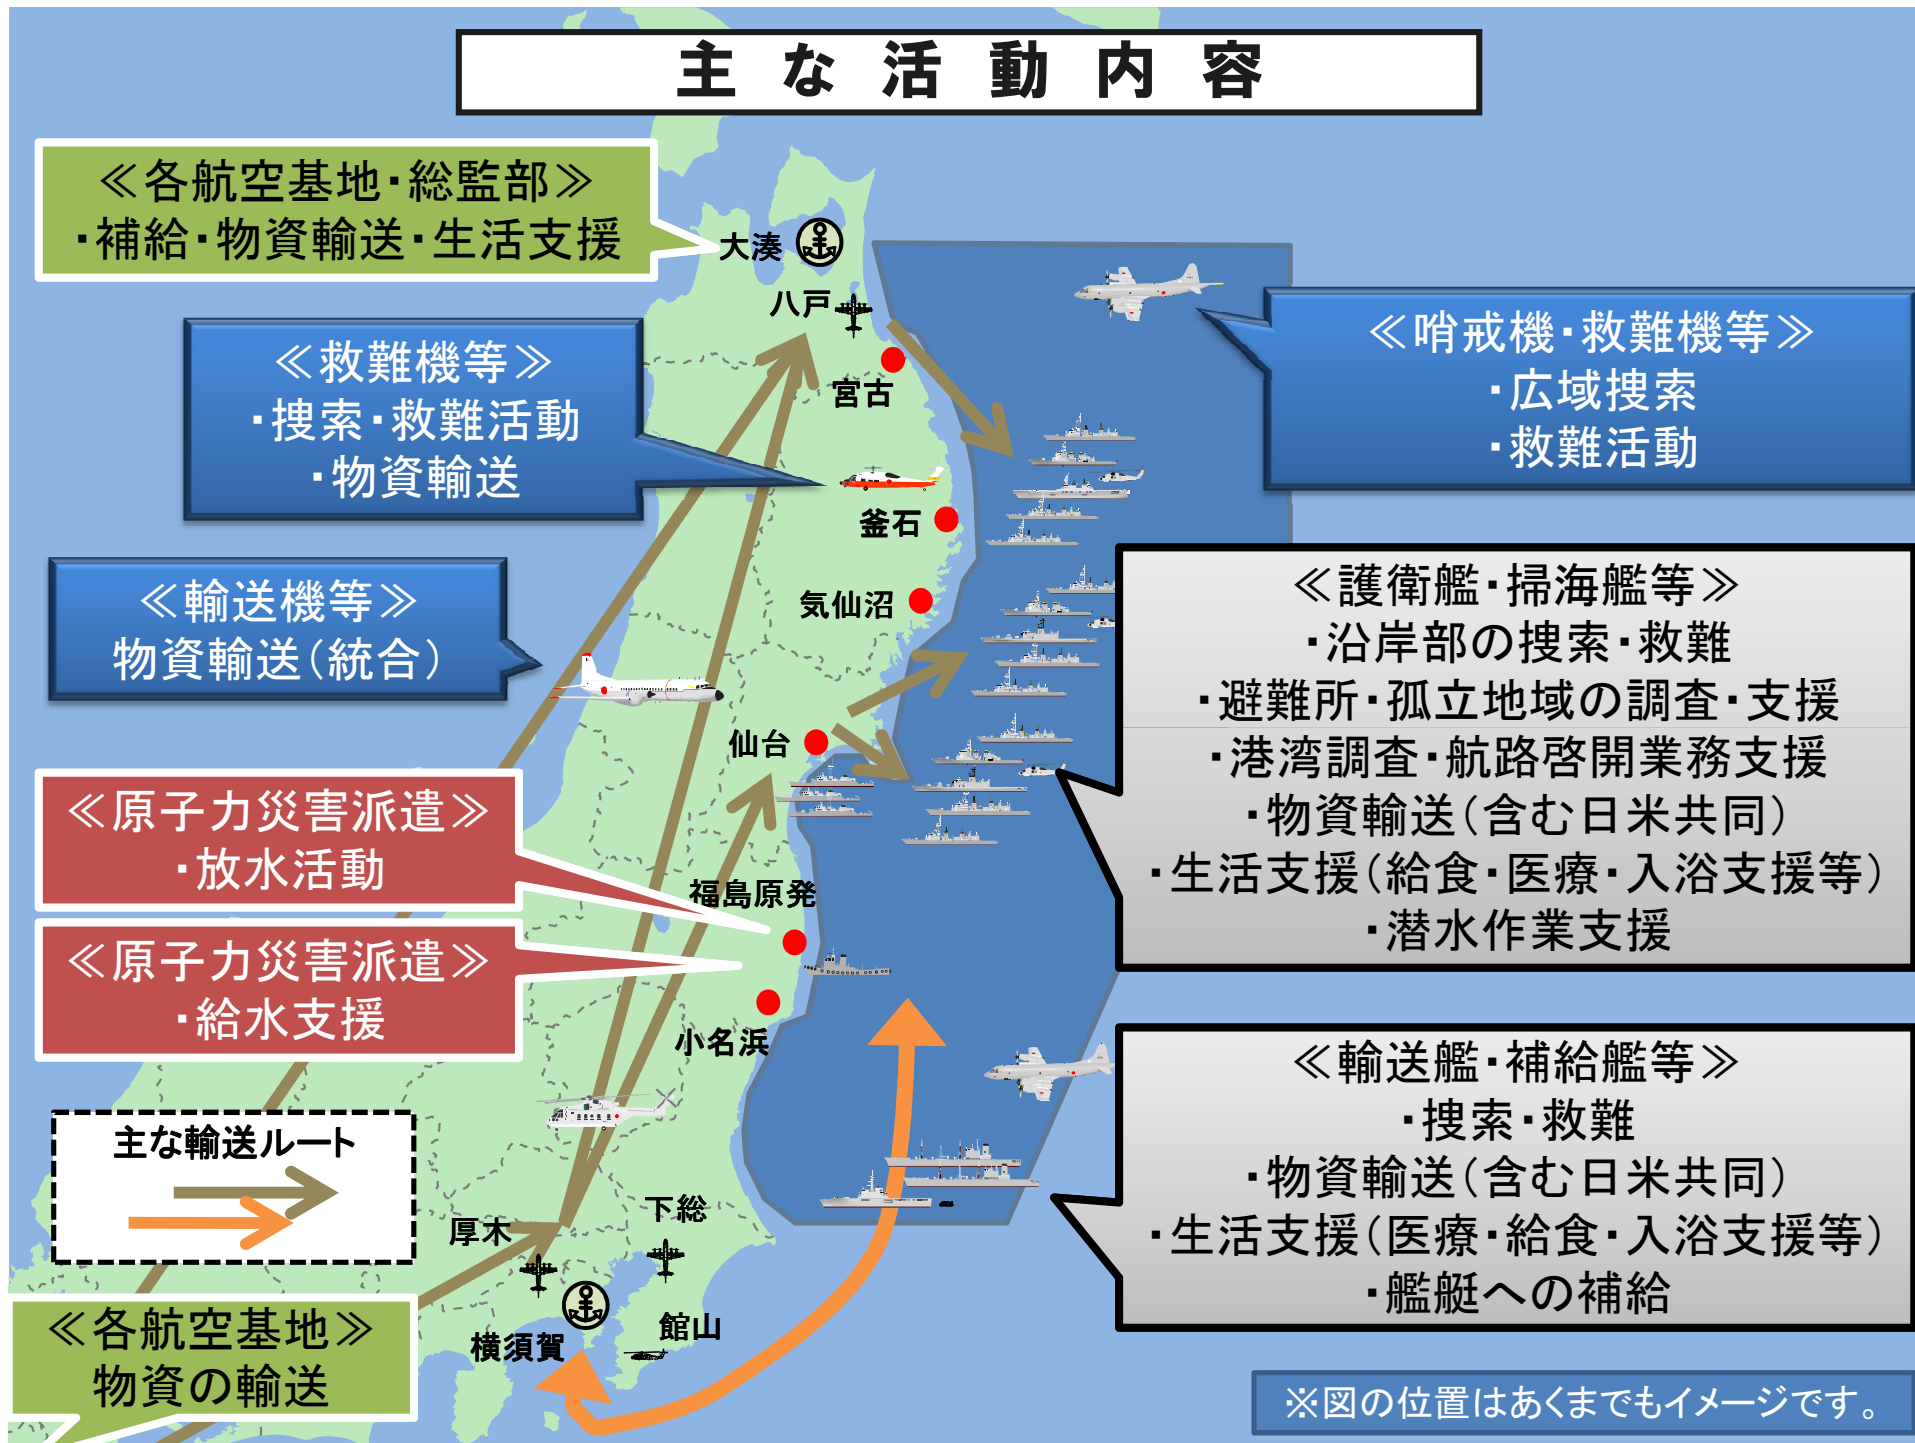 主な活動内容
≪各航空基地・総監部≫
・補給・物資輸送・生活支援
大湊
八戸
≪救難機等≫
・捜索・救難活動
・物資輸送
≪哨戒機・救難機等≫
・広域捜索
・救難活動
宮古
釜石
気仙沼
≪輸送機等≫
物資輸送(統合)
≪護衛艦・掃海艦等≫
・沿岸部の捜索・救難
・避難所・孤立地域の調査・支援
・港湾調査・航路啓開業務支援
・物資輸送(含む日米共同)
・生活支援(給食・医療・入浴支援等)
・潜水作業支援
仙台
≪原子力災害派遣≫
・放水活動
福島原発
≪原子力災害派遣≫
・給水支援
小名浜
≪輸送艦・補給艦等≫
・捜索・救難
・物資輸送(含む日米共同)
・生活支援(医療・給食・入浴支援等)
・艦艇への補給
主な輸送ルート
厚木
下総
横須賀
館山
≪各航空基地≫
物資の輸送
※図の位置はあくまでもイメージです。